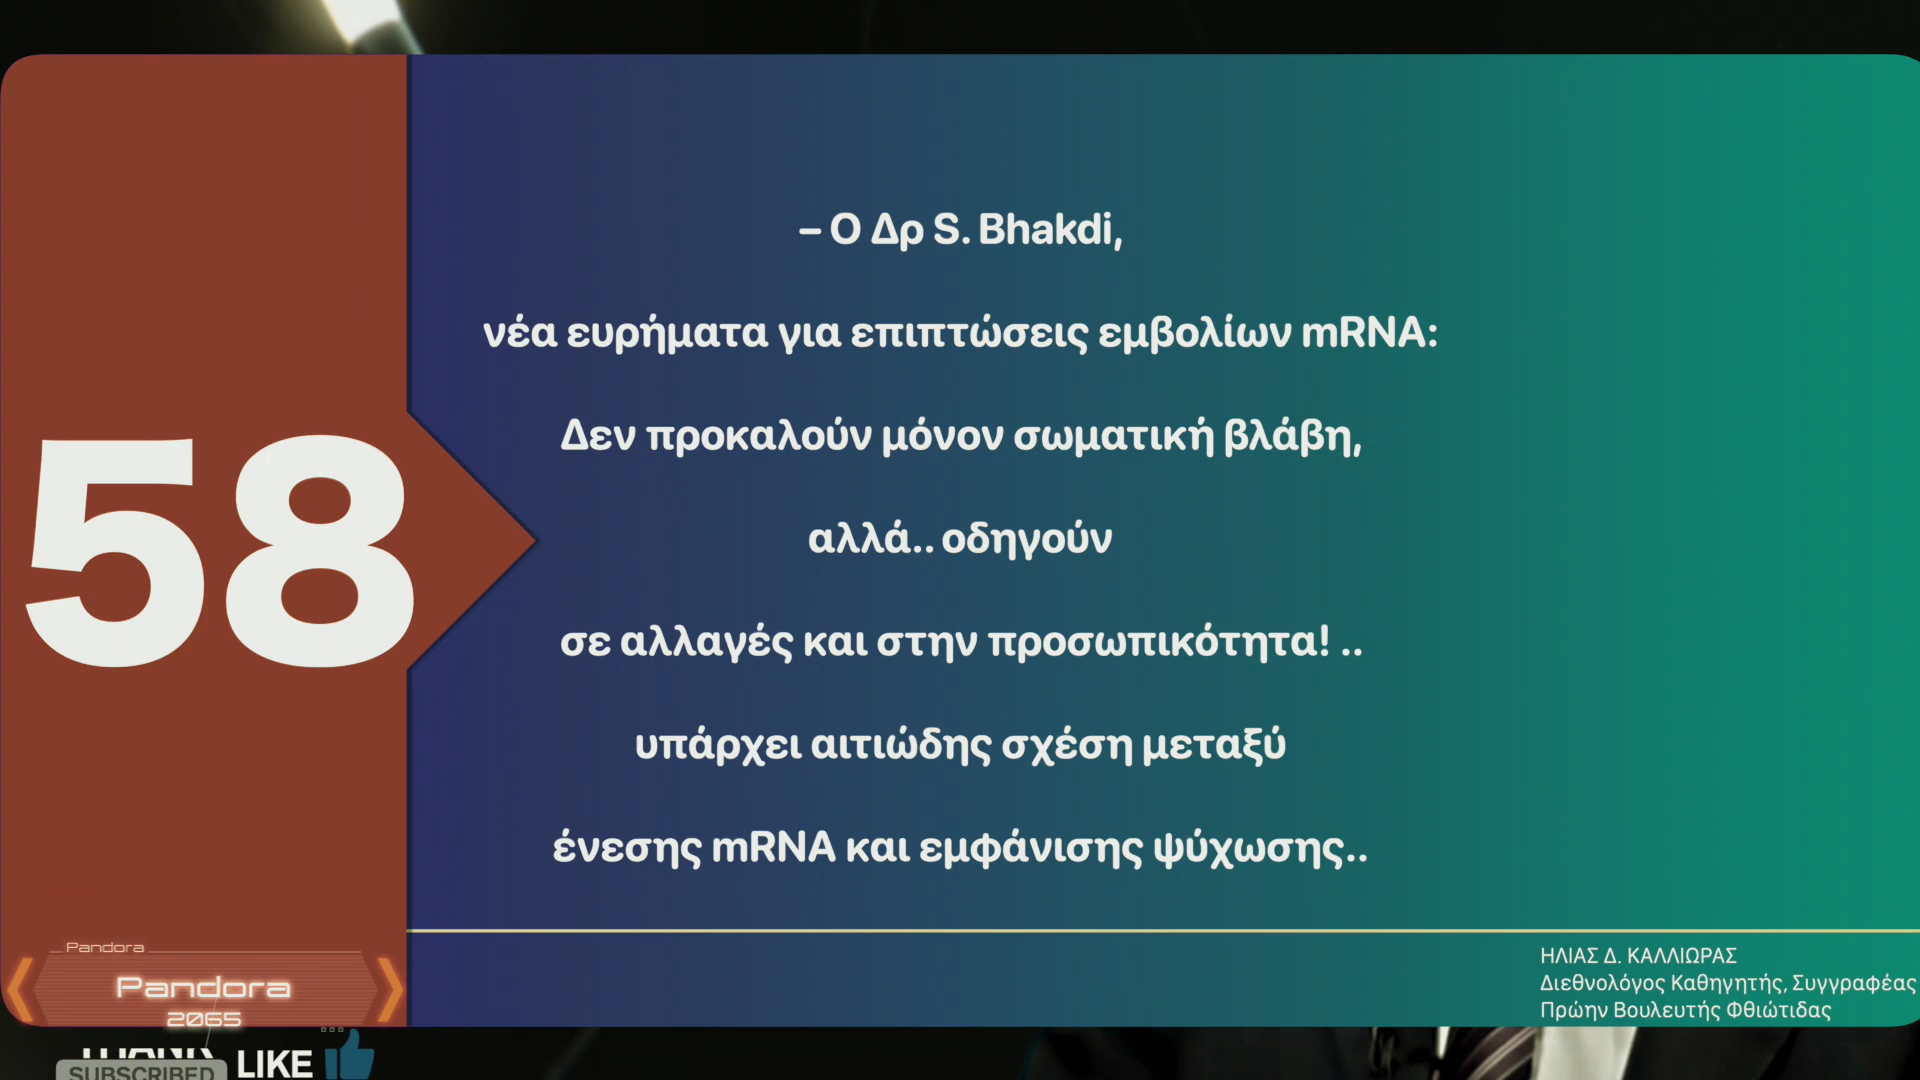 – Ο Δρ S. Bhakdi,
νέα ευρήματα για επιπτώσεις εμβολίων mRNA:
Δεν προκαλούν μόνον σωματική βλάβη,
αλλά.. οδηγούν
σε αλλαγές και στην προσωπικότητα! ..
υπάρχει αιτιώδης σχέση μεταξύ
ένεσης mRNA και εμφάνισης ψύχωσης..
58
Pandora
Pandora
2065
ΗΛΙΑΣ Δ. ΚΑΛΛΙΩΡΑΣ
Διεθνολόγος Καθηγητής, Συγγραφέας
Πρώην Βουλευτής Φθιώτιδας
SUBSCRIBED
LIKE